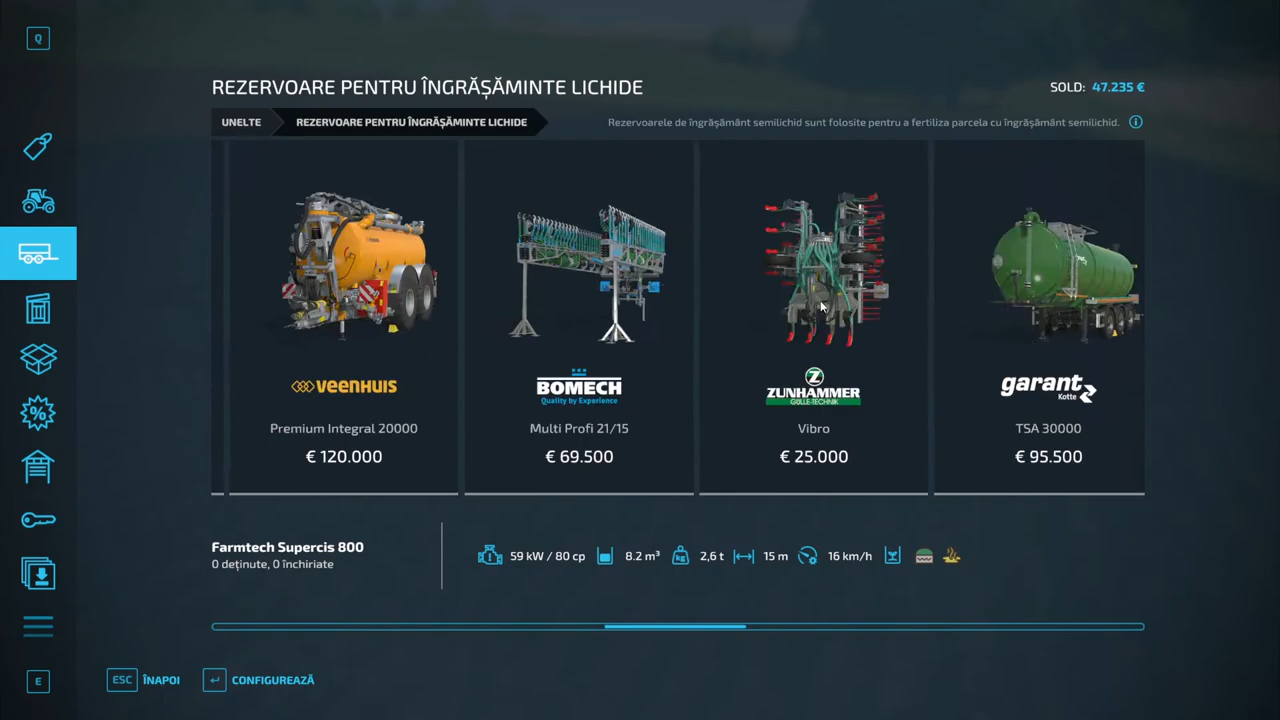 Q
REZERVOARE PENTRU ÎNGRĂȘĂMINTE LICHIDE
SOLD: 47.235 €
UNELTE
REZERVOARE PENTRU ÎNGRĂȘĂMINTE LICHIDE
Rezervoarele de îngrășământ semilichid sunt folosite pentru a fertiliza parcela cu îngrășământ semilichid.
VEENHUIS
Premium Integral 20000
€ 120.000
BOMECH
Quality by Experience
Multi Profi 21/15
€ 69.500
Z
ZUNHAMMER
GÜLLE-TECHNIK
Vibro
€ 25.000
garant
Kotte
TSA 30000
€ 95.500
Farmtech Supercis 800
0 deținute, 0 închiriate
59 kW / 80 cp
8.2 m³
kg
2,6 t
15 m
16 km/h
E
ESC ÎNAPOI
↵ CONFIGUREAZĂ